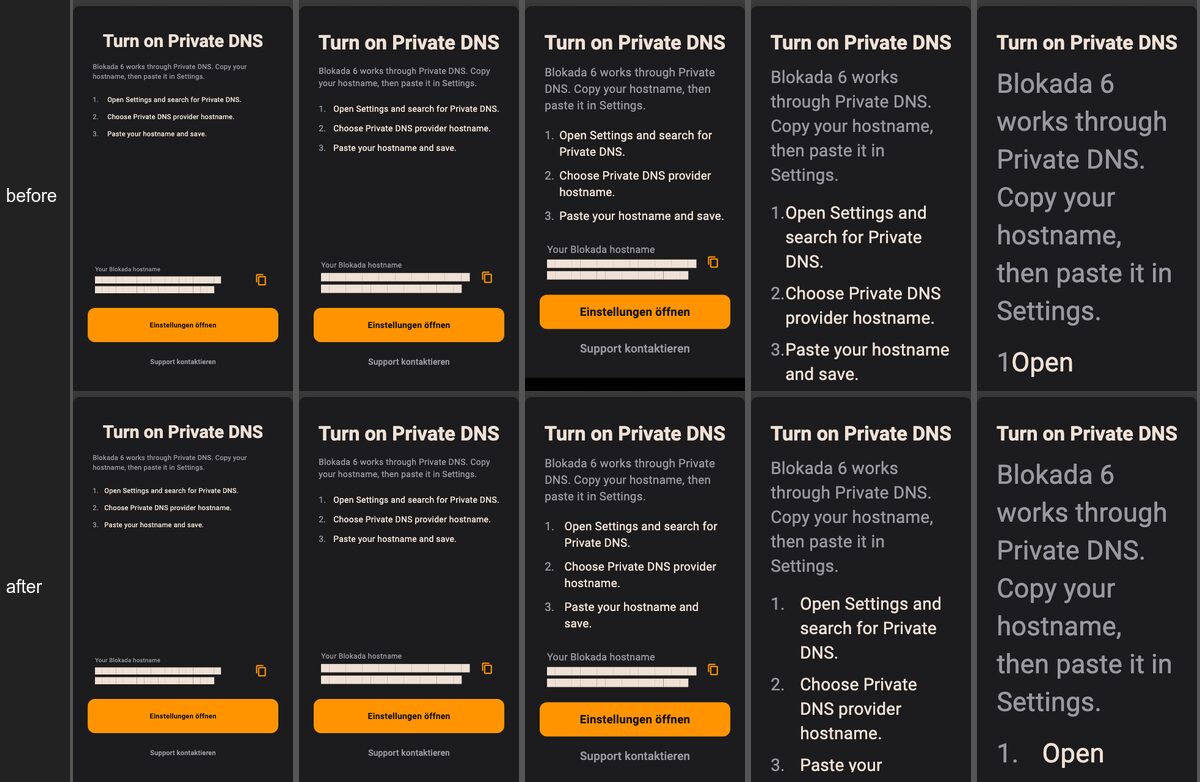 before
Turn on Private DNS
Blokada 6 works through Private DNS. Copy your
hostname, then paste it in Settings.
1. Open Settings and search for Private DNS.
2. Choose Private DNS provider hostname.
3. Paste your hostname and save.
Your Blokada hostname
Einstellungen öffnen
Support kontaktieren
Turn on Private DNS
Blokada 6 works through Private DNS. Copy
your hostname, then paste it in Settings.
1. Open Settings and search for Private DNS.
2. Choose Private DNS provider hostname.
3. Paste your hostname and save.
Your Blokada hostname
Einstellungen öffnen
Support kontaktieren
Turn on Private DNS
Blokada 6 works through Private
DNS. Copy your hostname, then
paste it in Settings.
1. Open Settings and search for
Private DNS.
2. Choose Private DNS provider
hostname.
3. Paste your hostname and save.
Your Blokada hostname
Einstellungen öffnen
Support kontaktieren
Turn on Private DNS
Blokada 6 works
through Private DNS.
Copy your hostname,
then paste it in
Settings.
1.Open Settings and
search for Private
DNS.
2.Choose Private DNS
provider hostname.
3.Paste your hostname
and save.
Turn on Private DNS
Blokada 6
works through
Private DNS.
Copy your
hostname,
then paste it in
Settings.
1Open
after
Turn on Private DNS
Blokada 6 works through Private DNS. Copy your
hostname, then paste it in Settings.
1. Open Settings and search for Private DNS.
2. Choose Private DNS provider hostname.
3. Paste your hostname and save.
Your Blokada hostname
Einstellungen öffnen
Support kontaktieren
Turn on Private DNS
Blokada 6 works through Private DNS. Copy
your hostname, then paste it in Settings.
1. Open Settings and search for Private DNS.
2. Choose Private DNS provider hostname.
3. Paste your hostname and save.
Your Blokada hostname
Einstellungen öffnen
Support kontaktieren
Turn on Private DNS
Blokada 6 works through Private
DNS. Copy your hostname, then
paste it in Settings.
1. Open Settings and search for
Private DNS.
2. Choose Private DNS provider
hostname.
3. Paste your hostname and
save.
Your Blokada hostname
Einstellungen öffnen
Support kontaktieren
Turn on Private DNS
Blokada 6 works
through Private DNS.
Copy your hostname,
then paste it in
Settings.
1. Open Settings and
search for Private
DNS.
2. Choose Private
DNS provider
hostname.
3. Paste your
Turn on Private DNS
Blokada 6
works through
Private DNS.
Copy your
hostname,
then paste it in
Settings.
1. Open